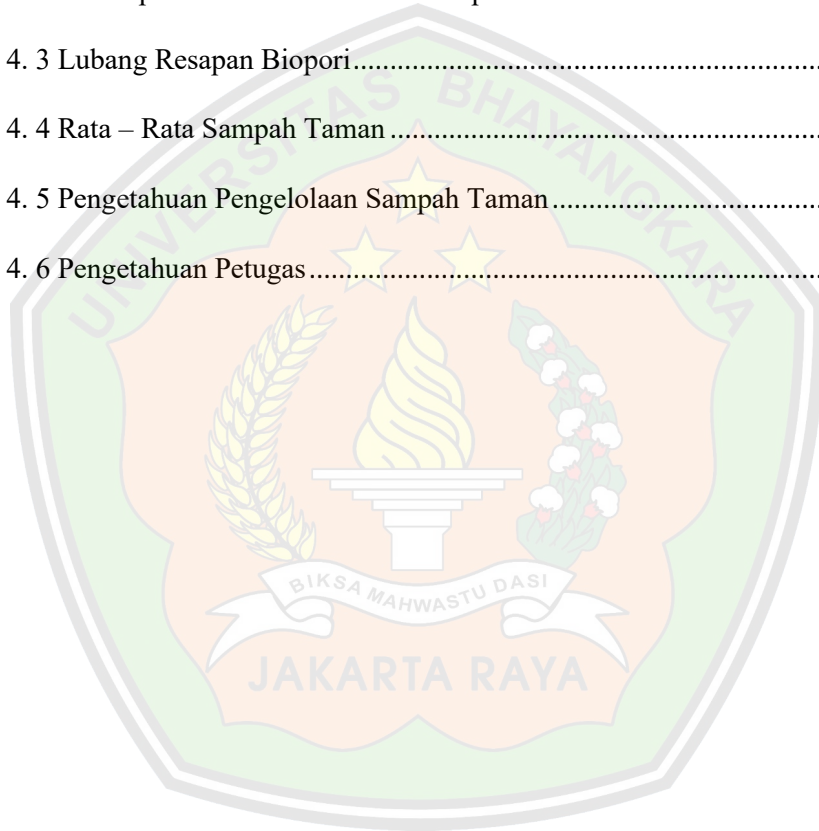 4. 3 Lubang Resapan Biopori....................................................................
4. 4 Rata – Rata Sampah Taman ..............................................................
4. 5 Pengetahuan Pengelolaan Sampah Taman.......................................
4. 6 Pengetahuan Petugas.........................................................................
UNIVERSITAS BHAYANGKARA
BIKSA MAHWASTU DASI
JAKARTA RAYA